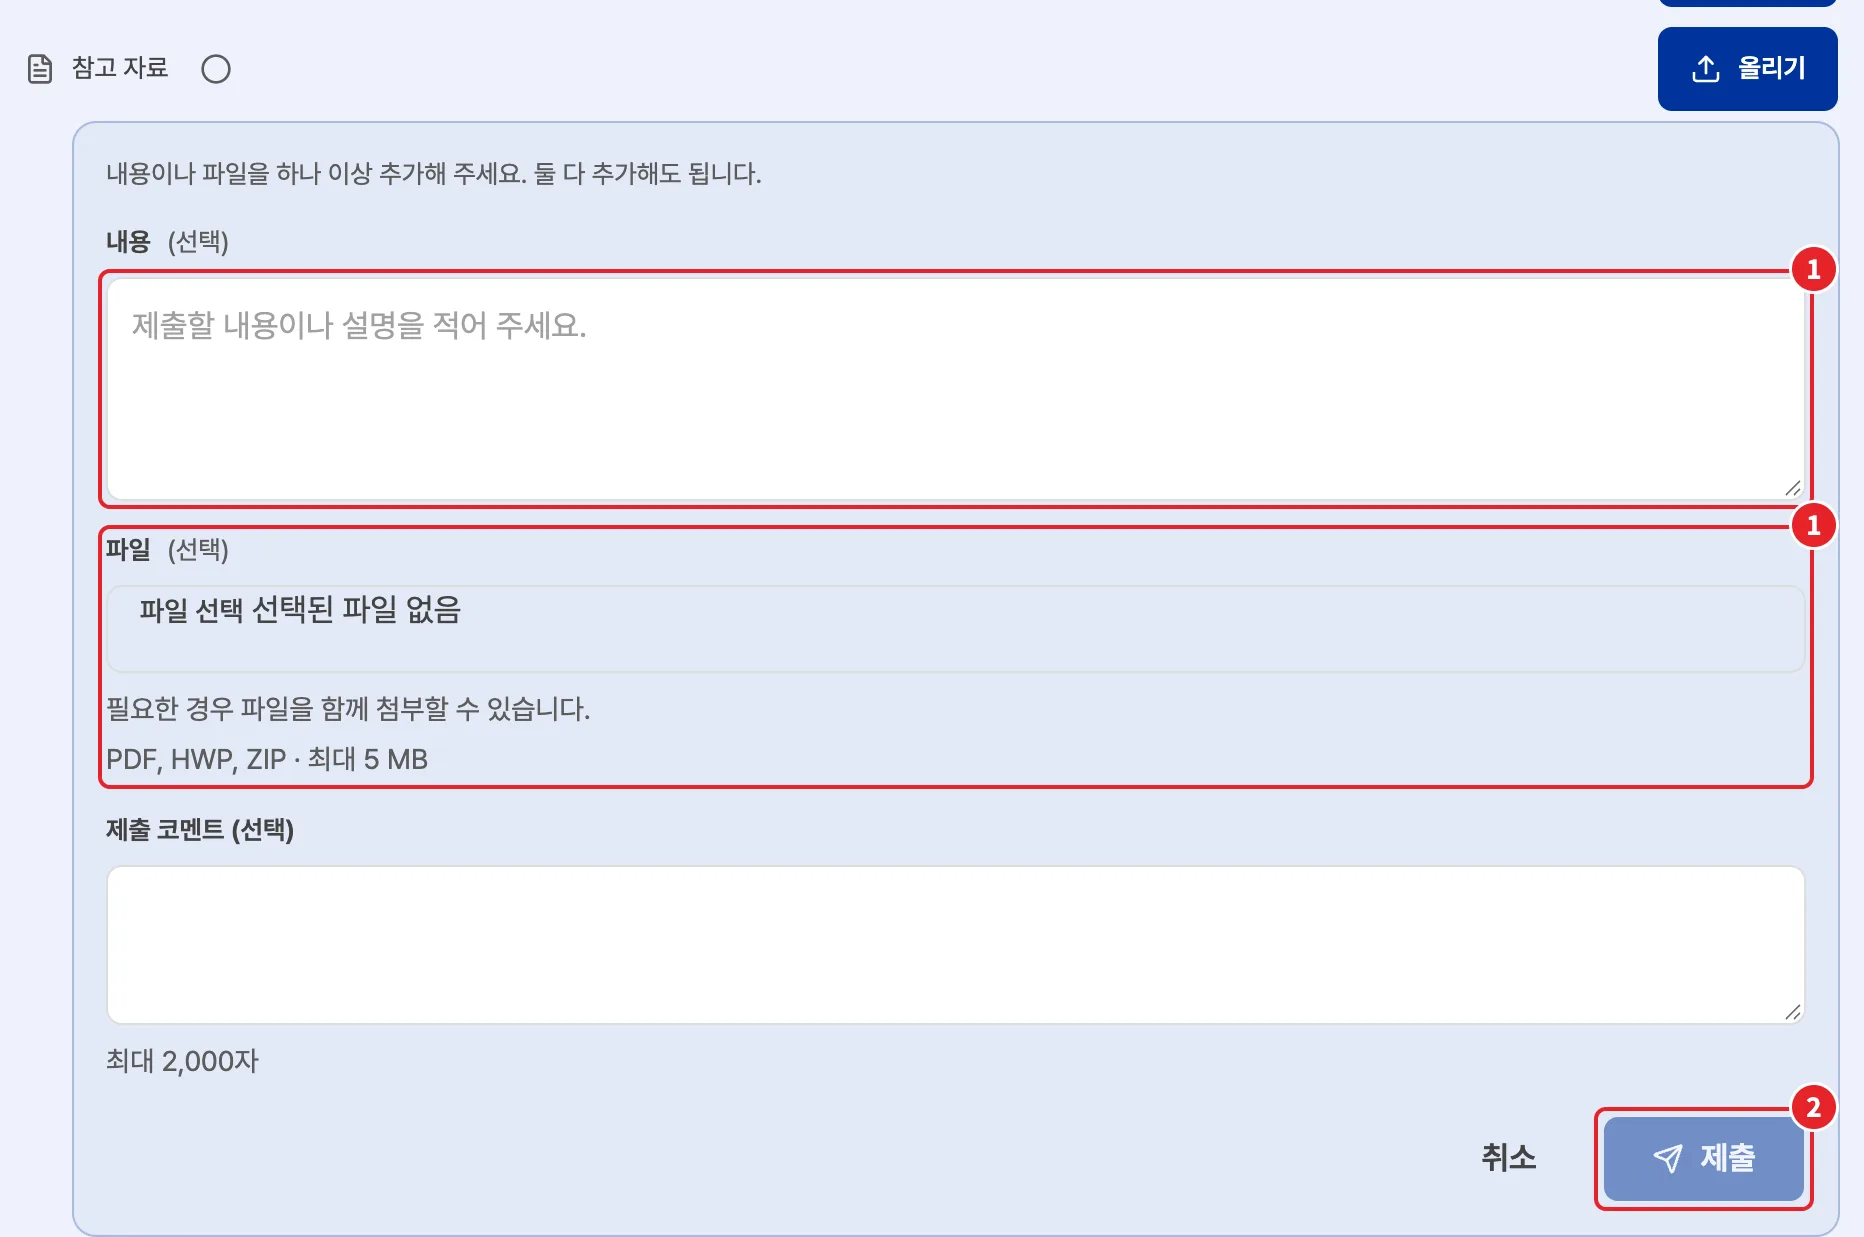 참고 자료
올리기
내용이나 파일을 하나 이상 추가해 주세요. 둘 다 추가해도 됩니다.
내용 (선택)
1
제출할 내용이나 설명을 적어 주세요.
1
파일 (선택)
파일 선택 선택된 파일 없음
필요한 경우 파일을 함께 첨부할 수 있습니다.
PDF, HWP, ZIP · 최대 5 MB
제출 코멘트 (선택)
최대 2,000자
2
취소
제출